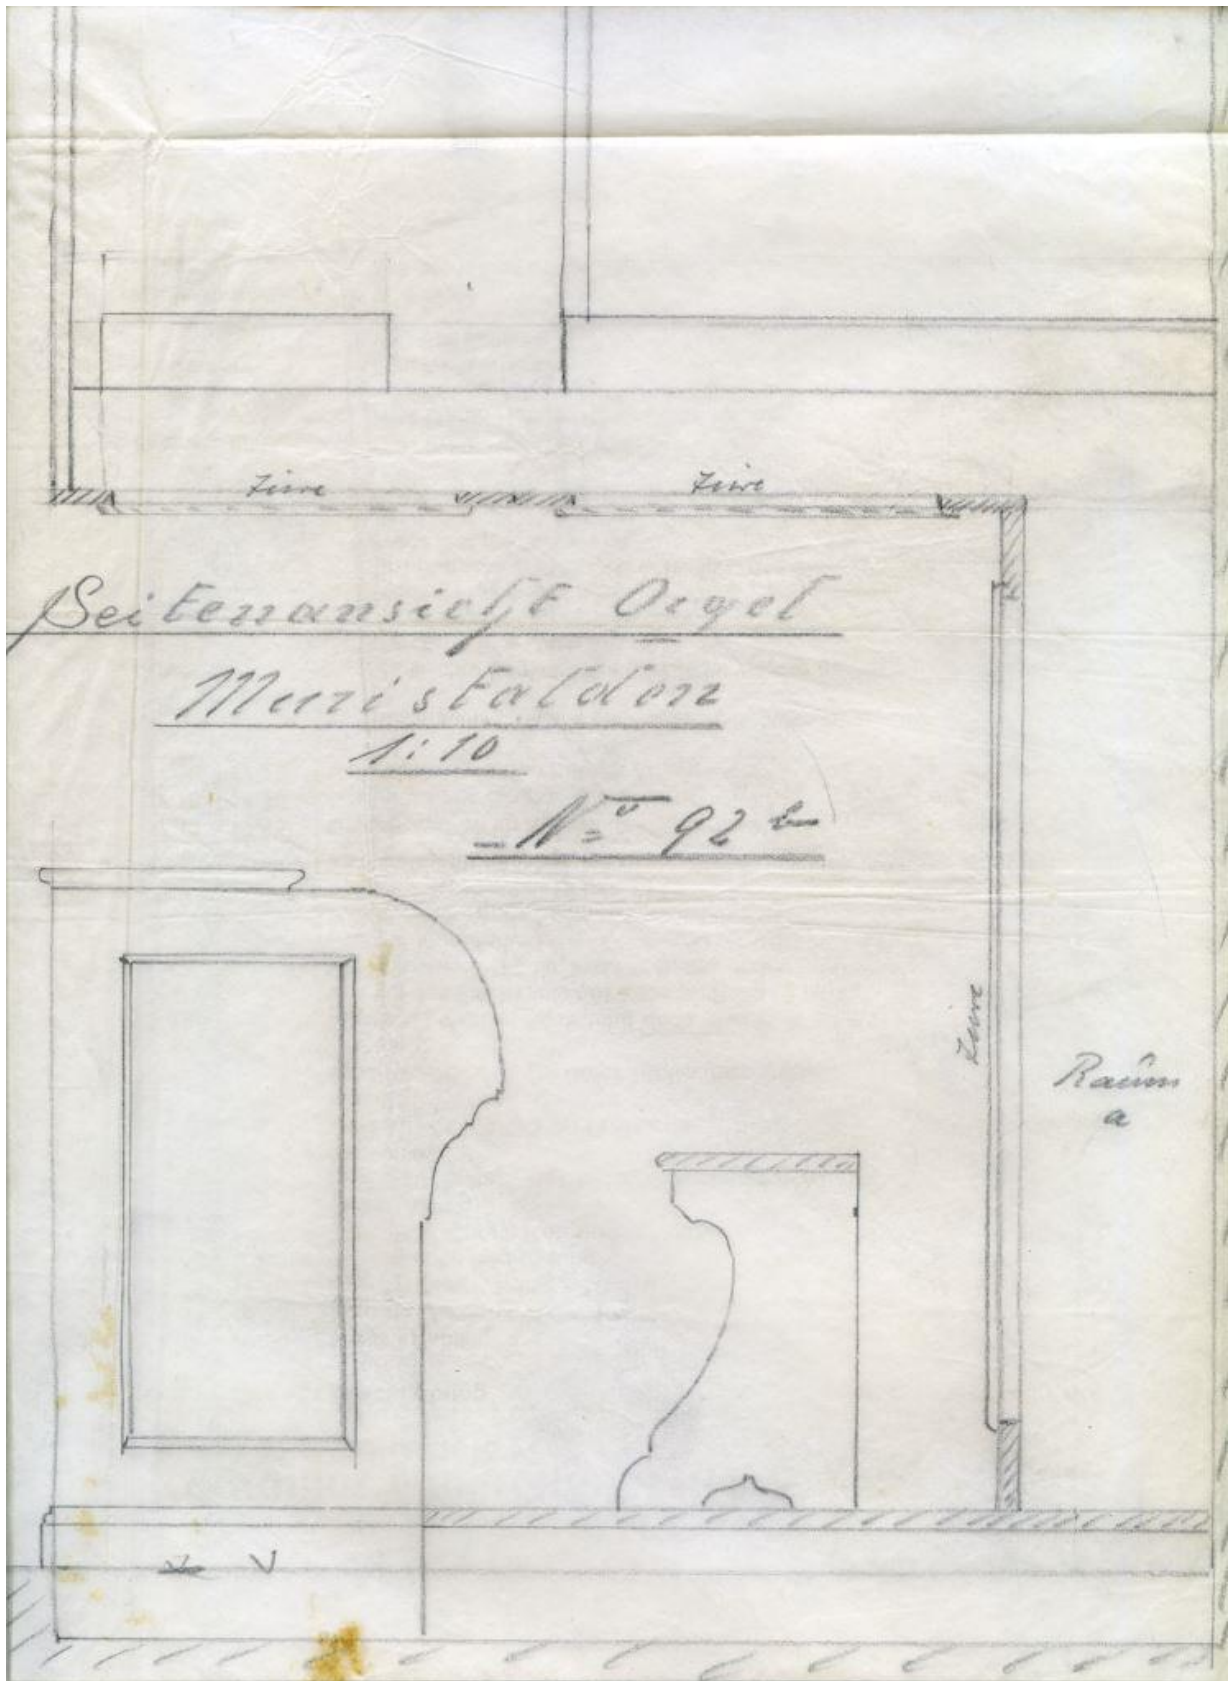 Türe Türe
Seitenansicht Orgel
Muristalden
1:10
No 92 b
Türe
Raum
a
V